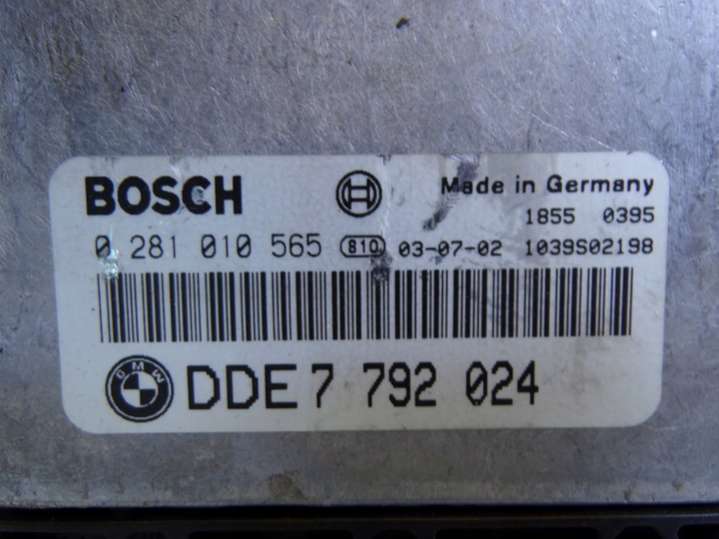 BOSCH Made in Germany
1855 0395
0 281 010 565 810 03-07-02 1039S02198
BMW DDE 7 792 024